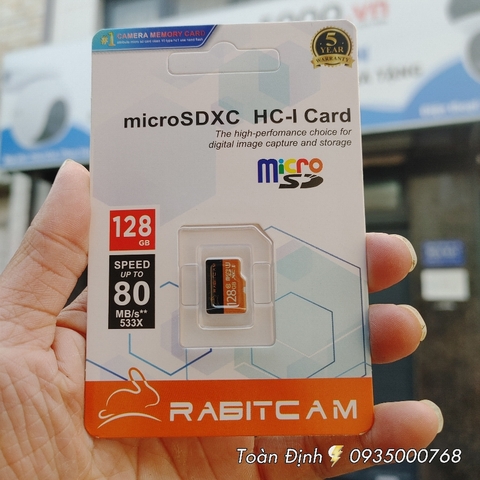 CAMERA MEMORY CARD
5
YEAR
WARRANTY
microSDXC HC-I Card
The high-perfomance choice for
digital image capture and storage
micro
SD
128
GB
SPEED
UP TO
80
MB/s**
533X
128
RABITCAM
Toàn Định⚡ 0935000768